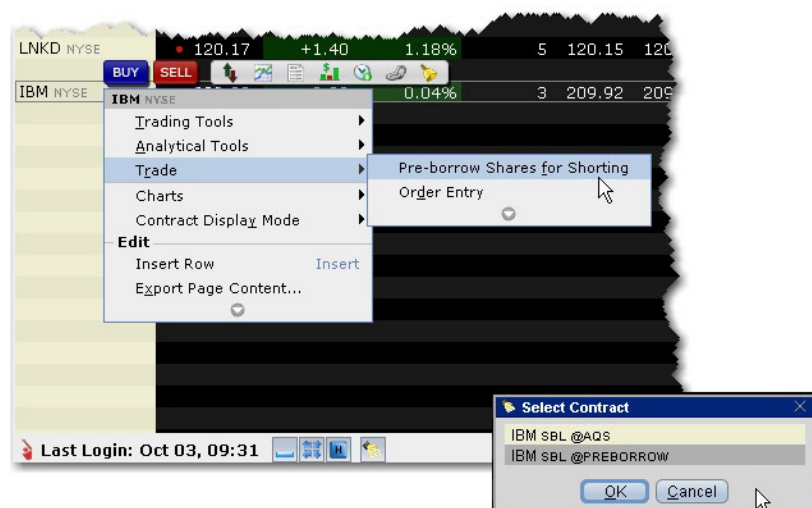 LNKD NYSE 120.17 +1.40 1.18% 5 120.15 120
BUY SELL
IBM NYSE 0.04% 3 209.92 209
IBM NYSE
Trading Tools
Analytical Tools
Trade
Pre-borrow Shares for Shorting
Order Entry
Charts
Contract Display Mode
Edit
Insert Row Insert
Export Page Content...
Select Contract
IBM SBL @AQS
IBM SBL @PREBORROW
OK Cancel
Last Login: Oct 03, 09:31 H